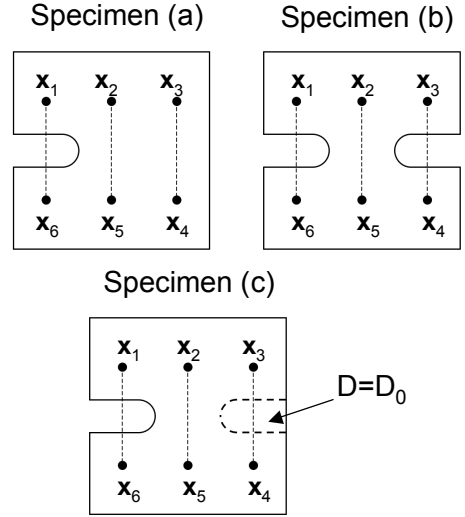 Specimen (a)
x₁ x₂ x₃
x₆ x₅ x₄
Specimen (b)
x₁ x₂ x₃
x₆ x₅ x₄
Specimen (c)
x₁ x₂ x₃
D=D₀
x₆ x₅ x₄